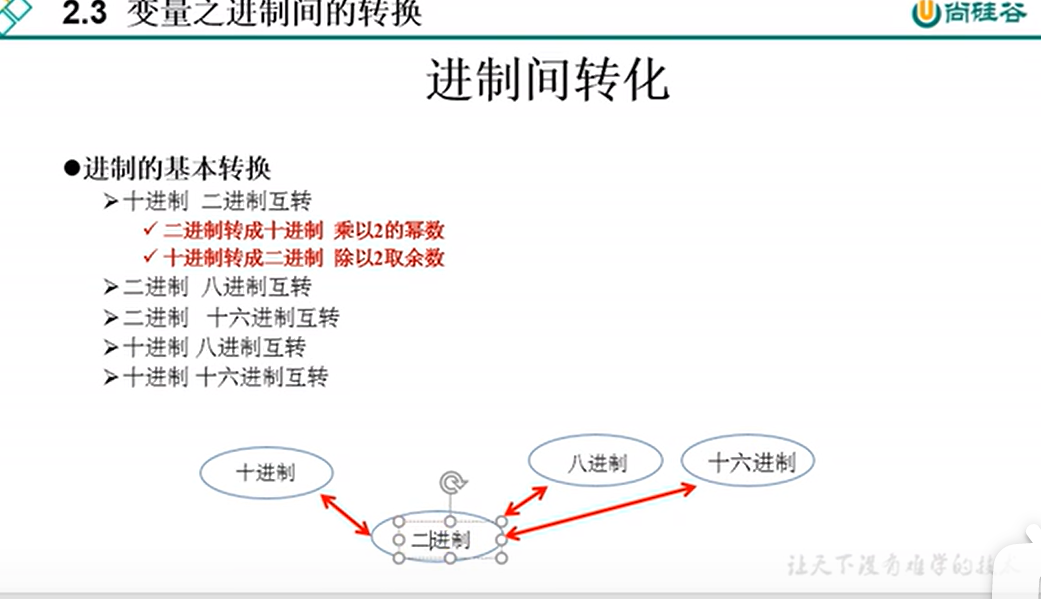 2.3 变量之进制间的转换
尚硅谷
进制间转化
●进制的基本转换
➢十进制 二进制互转
✓二进制转成十进制 乘以2的幂数
✓十进制转成二进制 除以2取余数
➢二进制 八进制互转
➢二进制 十六进制互转
➢十进制 八进制互转
➢十进制 十六进制互转
十进制
八进制
十六进制
二进制
让天下没有难学的技术